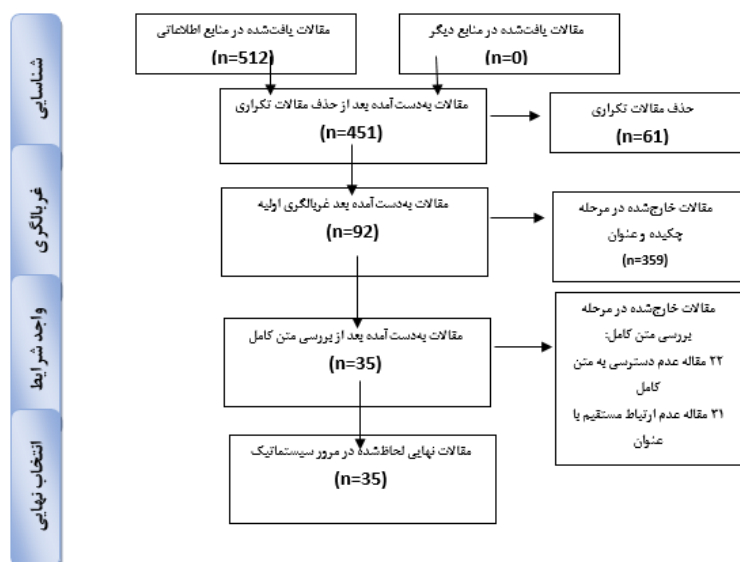 شناسایی
مقالات یافت‌شده در منابع اطلاعاتی
(n=512)
مقالات یافت‌شده در منابع دیگر
(n=0)
مقالات به‌دست‌آمده بعد از حذف مقالات تکراری
(n=451)
حذف مقالات تکراری
(n=61)
غربالگری
مقالات به‌دست‌آمده بعد غربالگری اولیه
(n=92)
مقالات خارج‌شده در مرحله
چکیده و عنوان
(n=359)
واجد شرایط
مقالات به‌دست‌آمده بعد از بررسی متن کامل
(n=35)
مقالات خارج‌شده در مرحله
بررسی متن کامل:
۲۲ مقاله عدم دسترسی به متن
کامل
۳۱ مقاله عدم ارتباط مستقیم با
عنوان
انتخاب نهایی
مقالات نهایی لحاظ‌شده در مرور سیستماتیک
(n=35)